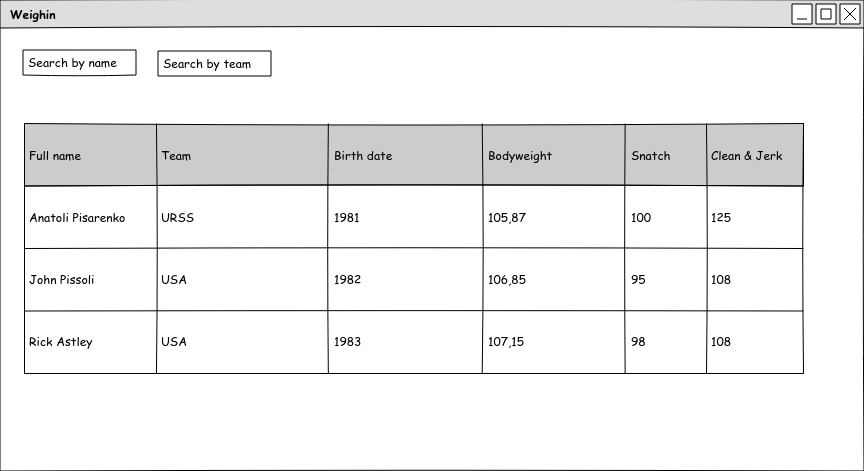 Weighin
Search by name Search by team
Full name Team Birth date Bodyweight Snatch Clean & Jerk
Anatoli Pisarenko URSS 1981 105,87 100 125
John Pissoli USA 1982 106,85 95 108
Rick Astley USA 1983 107,15 98 108